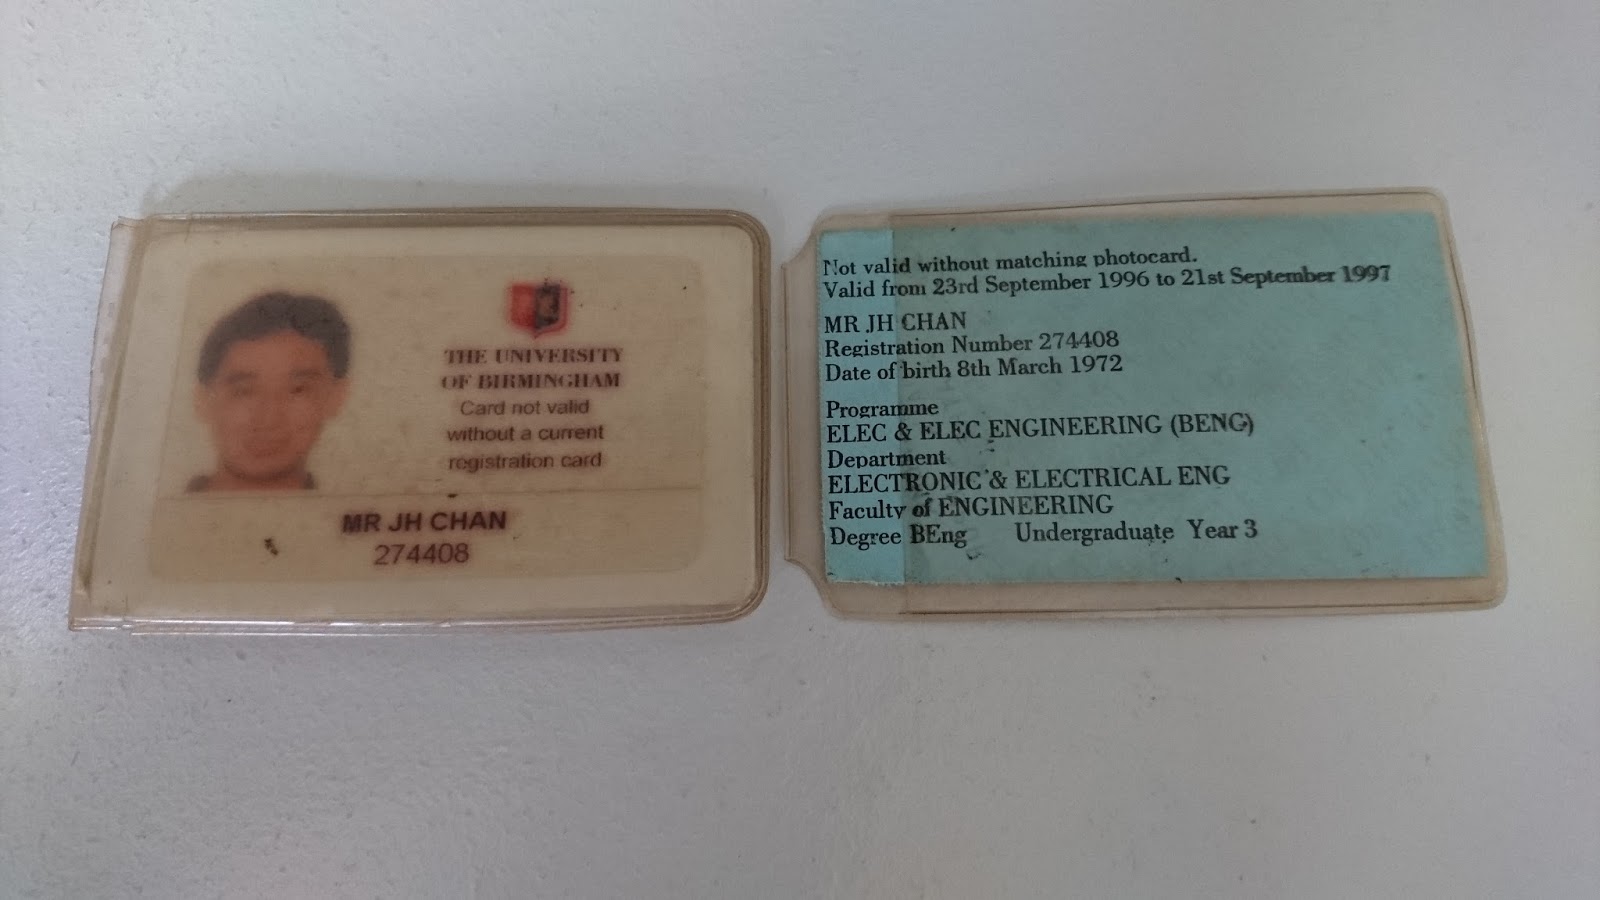 THE UNIVERSITY
OF BIRMINGHAM
Card not valid
without a current
registration card
MR JH CHAN
274408
Not valid without matching photocard.
Valid from 23rd September 1996 to 21st September 1997
MR JH CHAN
Registration Number 274408
Date of birth 8th March 1972
Programme
ELEC & ELEC ENGINEERING (BENG)
Department
ELECTRONIC & ELECTRICAL ENG
Faculty of ENGINEERING
Degree BEng Undergraduate Year 3